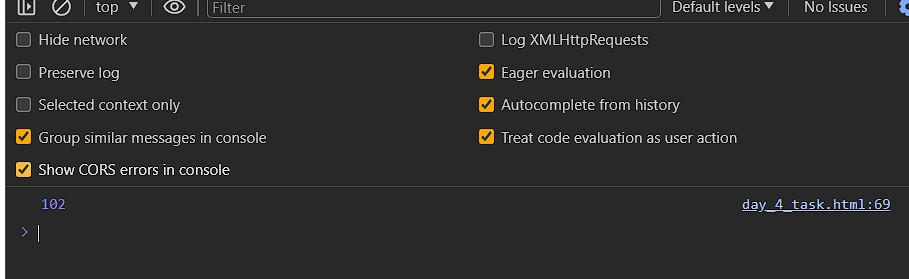 top Filter Default levels No Issues
Hide network Log XMLHttpRequests
Preserve log Eager evaluation
Selected context only Autocomplete from history
Group similar messages in console Treat code evaluation as user action
Show CORS errors in console
102 day_4_task.html:69